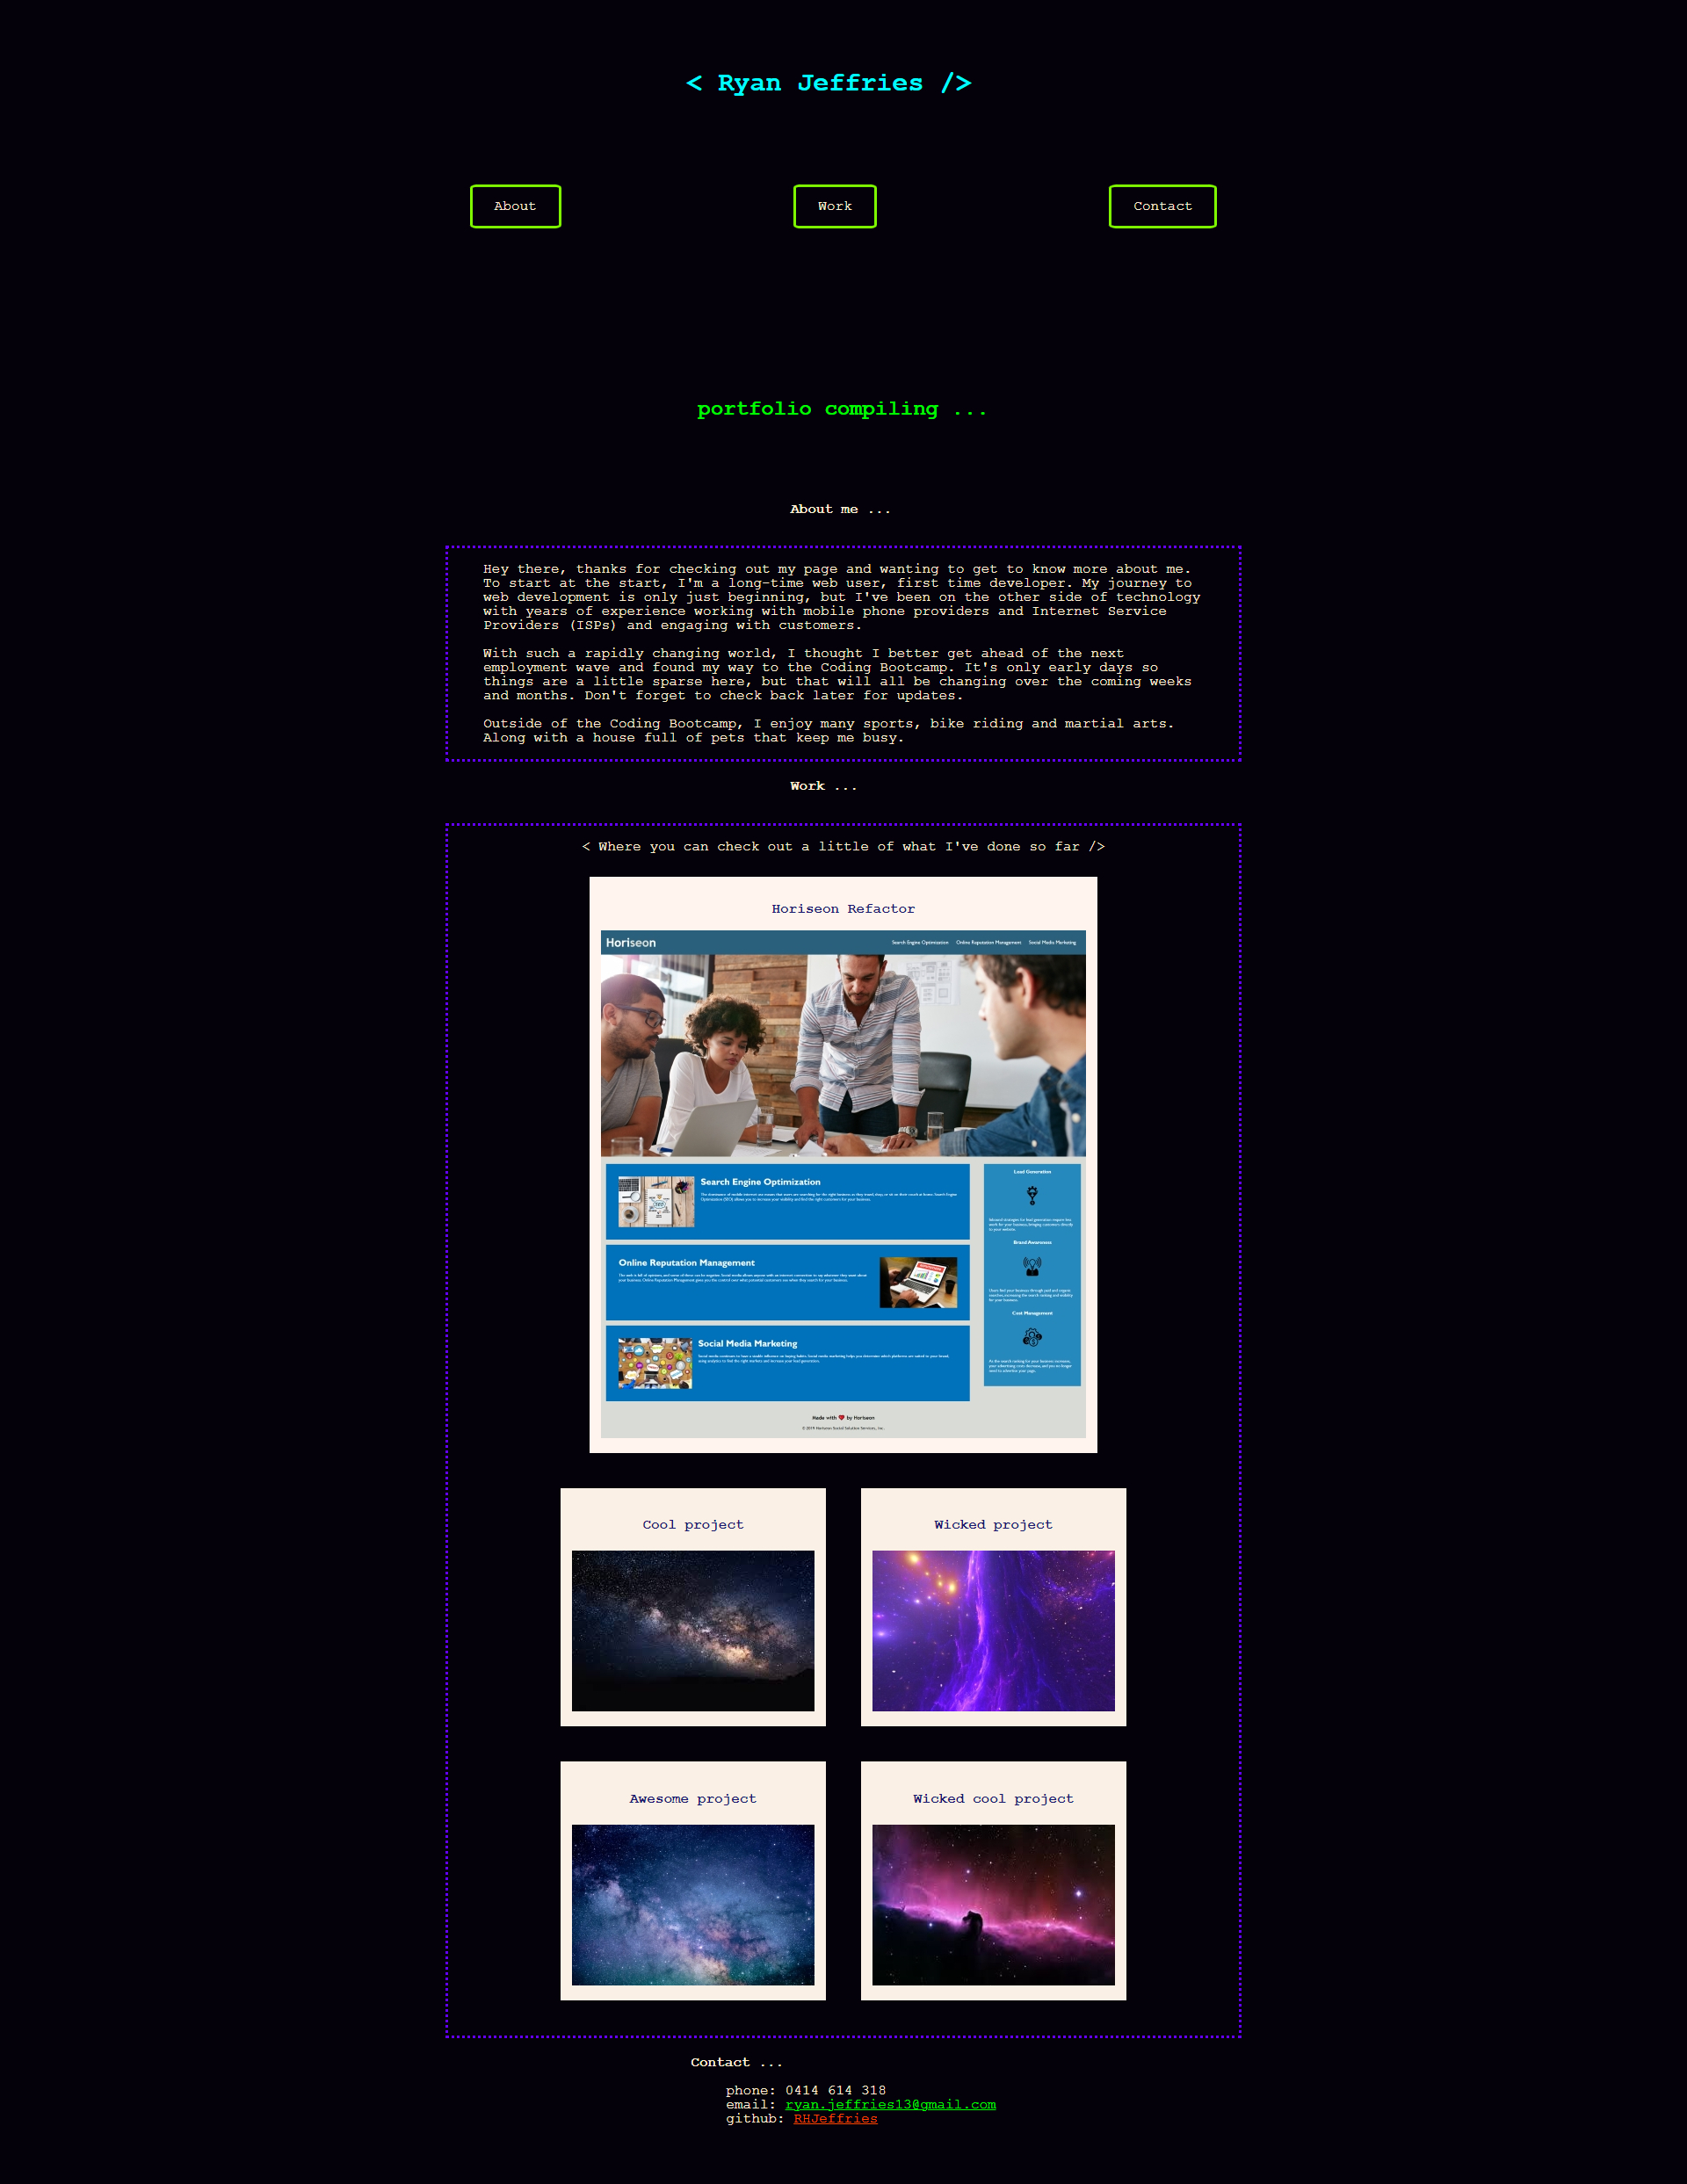 < Ryan Jeffries />
About
Work
Contact
portfolio compiling ...
About me ...
Hey there, thanks for checking out my page and wanting to get to know more about me.
To start at the start, I'm a long-time web user, first time developer. My journey to
web development is only just beginning, but I've been on the other side of technology
with years of experience working with mobile phone providers and Internet Service
Providers (ISPs) and engaging with customers.
With such a rapidly changing world, I thought I better get ahead of the next
employment wave and found my way to the Coding Bootcamp. It's only early days so
things are a little sparse here, but that will all be changing over the coming weeks
and months. Don't forget to check back later for updates.
Outside of the Coding Bootcamp, I enjoy many sports, bike riding and martial arts.
Along with a house full of pets that keep me busy.
Work ...
< Where you can check out a little of what I've done so far />
Horiseon Refactor
Horiseon
Search Engine Optimization
Online Reputation Management
Social Media Marketing
Search Engine Optimization
Online Reputation Management
Social Media Marketing
Lead Generation
Brand Awareness
Cost Management
Made with ❤️ by Horiseon
© 2019 Horiseon Social Solution Services, Inc.
Cool project
Wicked project
Awesome project
Wicked cool project
Contact ...
phone: 0414 614 318
email: ryan.jeffries13@gmail.com
github: RHJeffries